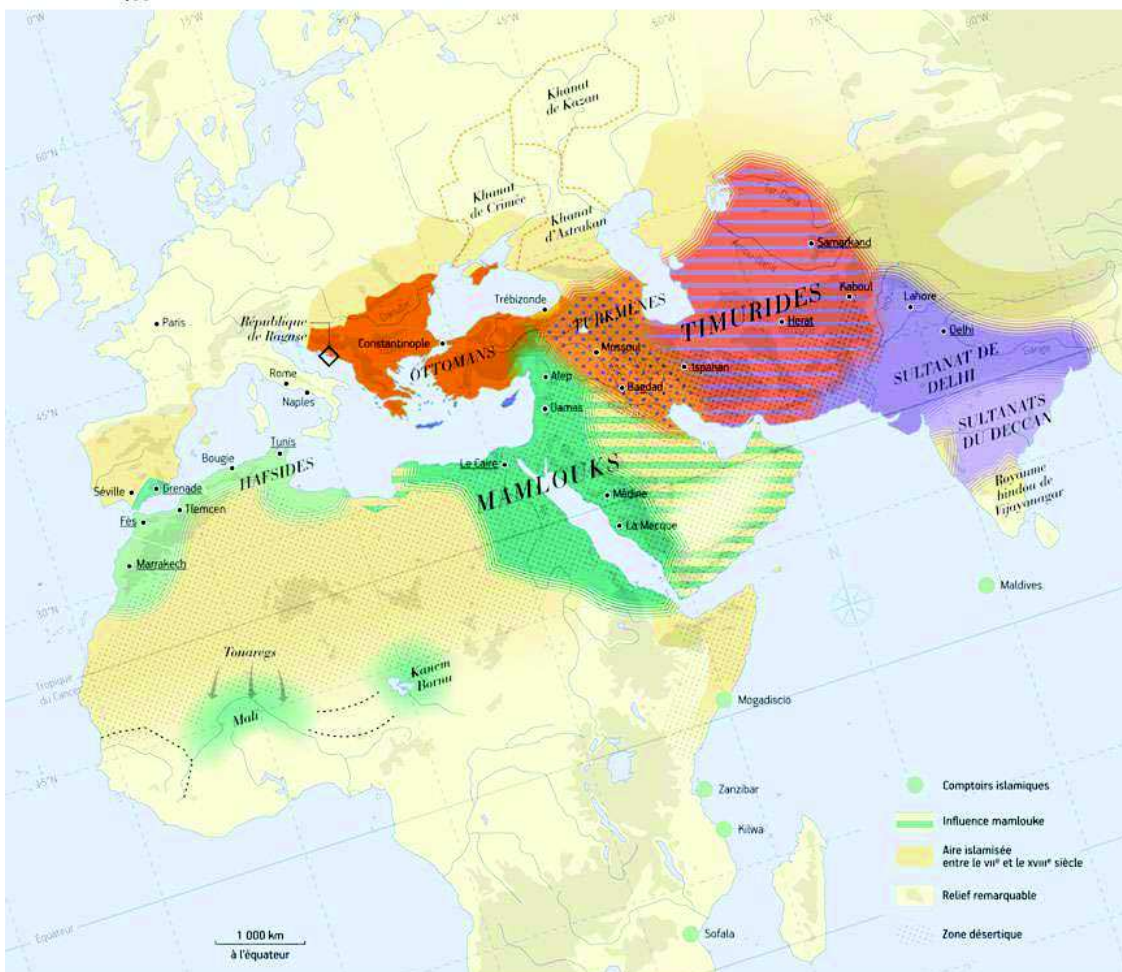 0°W
15°W
45°W
60°W
75°W
60°N
Khanat
de Kazan
Khanat
de Crimée
Khanat
d'Astrakan
Samarkand
Trébizonde
Kaboul
Lahore
Paris
République
de Raguse
TURKMÈNES
TIMURIDES
Herat
Delhi
Constantinople
OTTOMANS
Mossoul
Ispahan
SULTANAT DE
DELHI
Rome
Alep
Bagdad
Naples
Damas
SULTANATS
DU DECCAN
45°N
Tunis
Bougie
HAFSIDES
Le Caire
MAMLOUKS
Royaume
hindou de
Vijayanagar
Séville
Grenade
Médine
Tlemcen
Fès
La Mecque
Marrakech
N
Maldives
30°N
Touaregs
Kanem
Bornu
Tropique
du Cancer
Mali
Mogadiscio
15°N
Zanzibar
Kilwa
Comptoirs islamiques
Influence mamlouke
Aire islamisée
entre le VIIe et le XVIIIe siècle
Relief remarquable
Zone désertique
Équateur
1 000 km
à l'équateur
Sofala